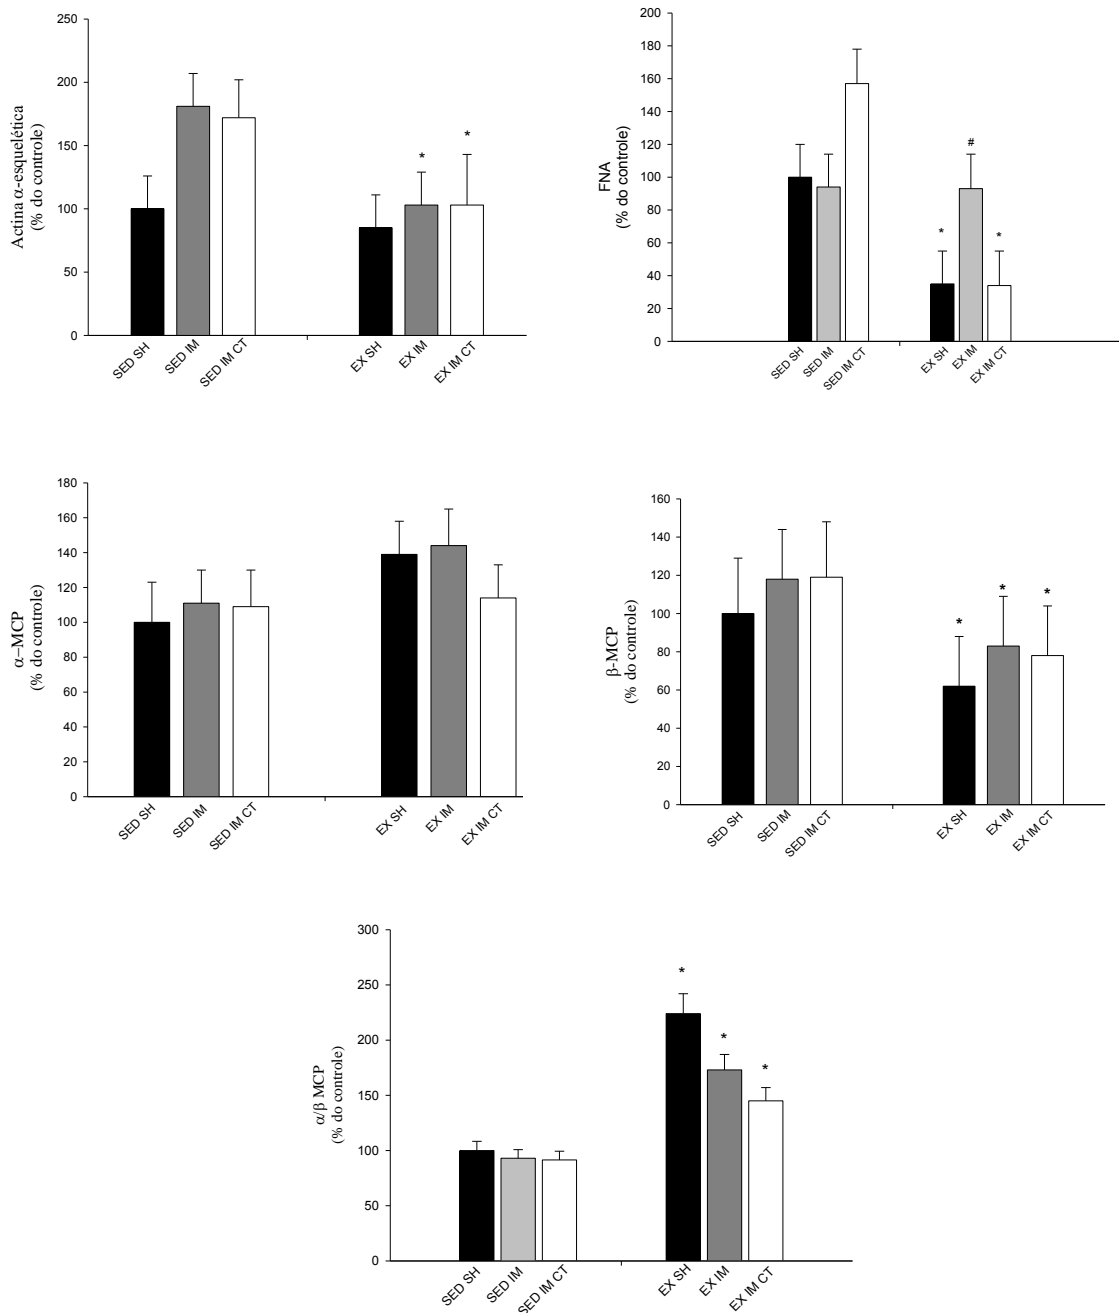 250
200
150
100
50
0
Actina α-esquelética
(% do controle)
*
*
SED SH
SED IM
SED IM CT
EX SH
EX IM
EX IM CT
200
180
160
140
120
100
80
60
40
20
0
FNA
(% do controle)
*
#
*
SED SH
SED IM
SED IM CT
EX SH
EX IM
EX IM CT
180
160
140
120
100
80
60
40
20
0
α–MCP
(% do controle)
SED SH
SED IM
SED IM CT
EX SH
EX IM
EX IM CT
160
140
120
100
80
60
40
20
0
β-MCP
(% do controle)
*
*
*
SED SH
SED IM
SED IM CT
EX SH
EX IM
EX IM CT
300
250
200
150
100
50
0
α/β MCP
(% do controle)
*
*
*
SED SH
SED IM
SED IM CT
EX SH
EX IM
EX IM CT